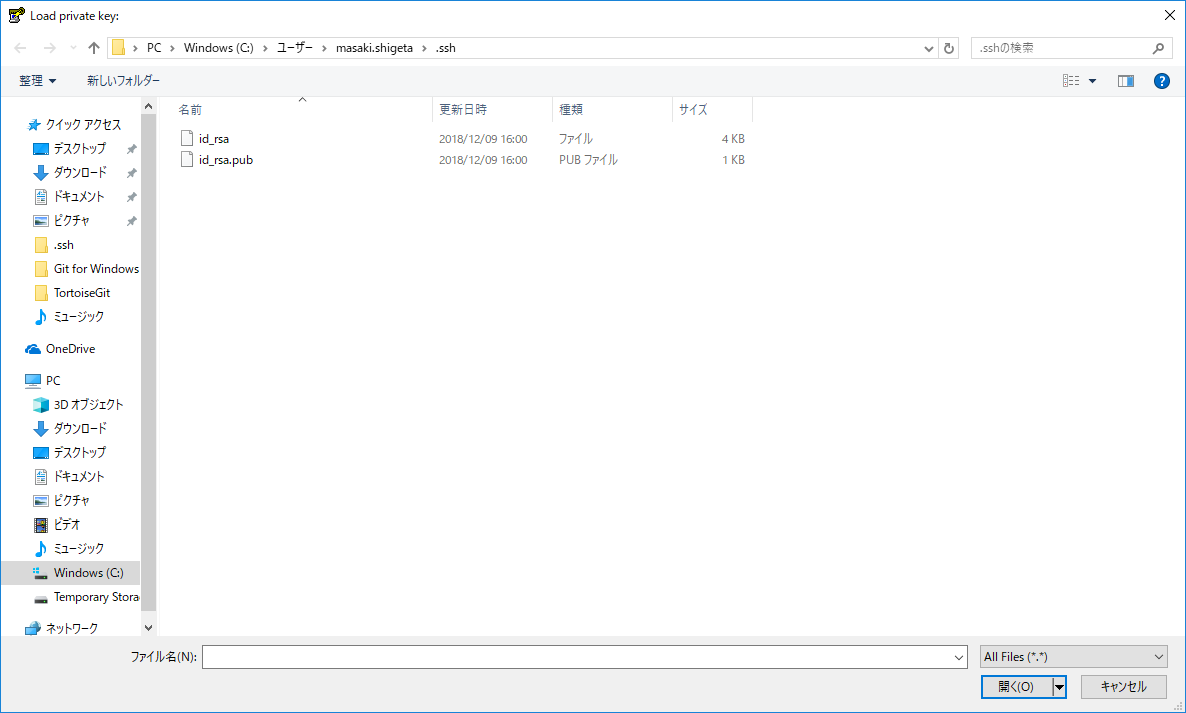 Load private key:
PC > Windows (C:) > ユーザー > masaki.shigeta > .ssh
.sshの検索
整理
新しいフォルダー
名前
更新日時
種類
サイズ
id_rsa
2018/12/09 16:00
ファイル
4 KB
id_rsa.pub
2018/12/09 16:00
PUB ファイル
1 KB
クイック アクセス
デスクトップ
ダウンロード
ドキュメント
ピクチャ
.ssh
Git for Windows
TortoiseGit
ミュージック
OneDrive
PC
3D オブジェクト
ダウンロード
デスクトップ
ドキュメント
ピクチャ
ビデオ
ミュージック
Windows (C:)
Temporary Stora
ネットワーク
ファイル名(N):
All Files (*.*)
開く(O)
キャンセル